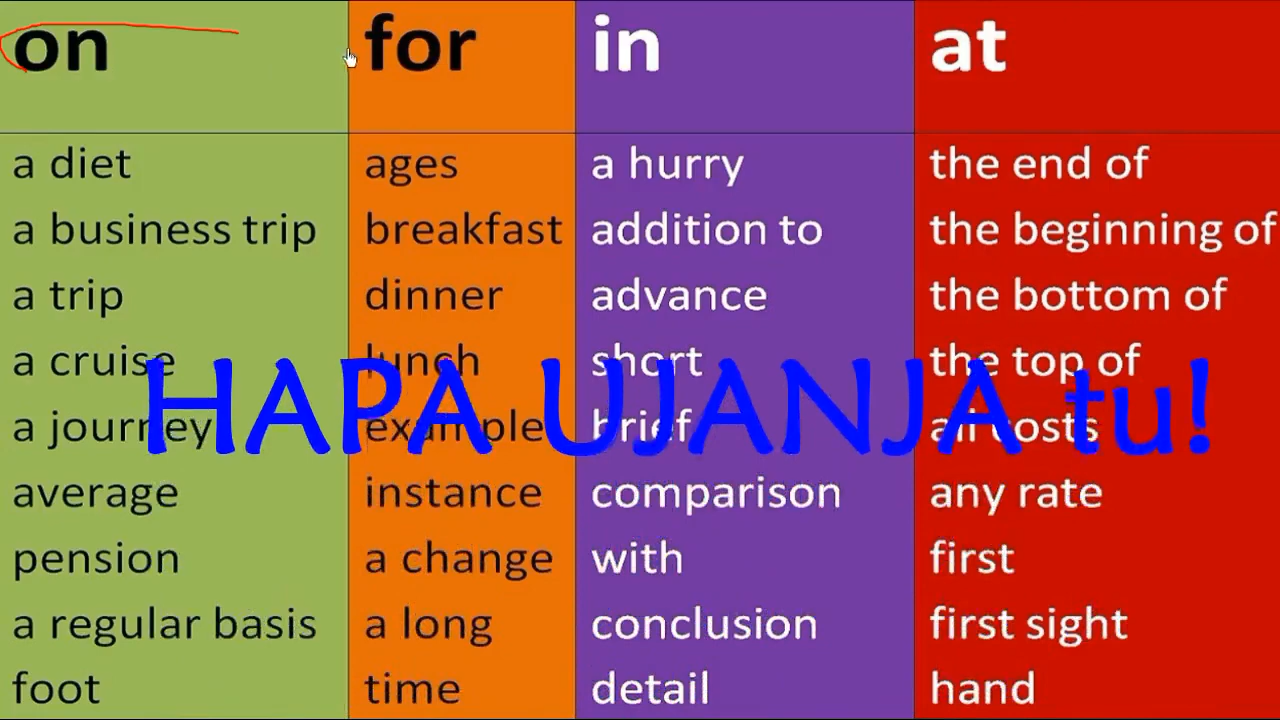 on for in at
a diet ages a hurry the end of
a business trip breakfast addition to the beginning of
a trip dinner advance the bottom of
a cruise lunch short the top of
HAPA UJANJA tu!
a journey example brief all costs
average instance comparison any rate
pension a change with first
a regular basis a long conclusion first sight
foot time detail hand